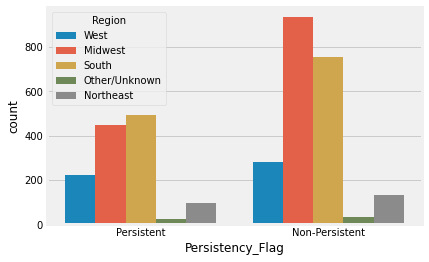 Region
West
Midwest
South
Other/Unknown
Northeast
800
600
400
200
0
count
Persistent
Non-Persistent
Persistency_Flag